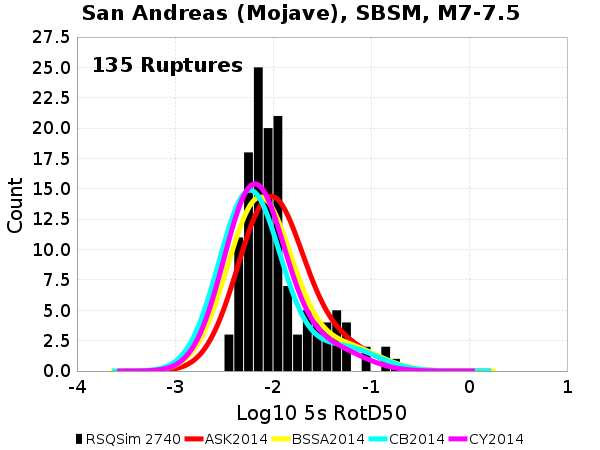 San Andreas (Mojave), SBSM, M7-7.5
27.5
25.0
22.5
20.0
17.5
15.0
12.5
10.0
7.5
5.0
2.5
0.0
Count
135 Ruptures
-4 -3 -2 -1 0 1
Log10 5s RotD50
RSQSim 2740 ASK2014 BSSA2014 CB2014 CY2014